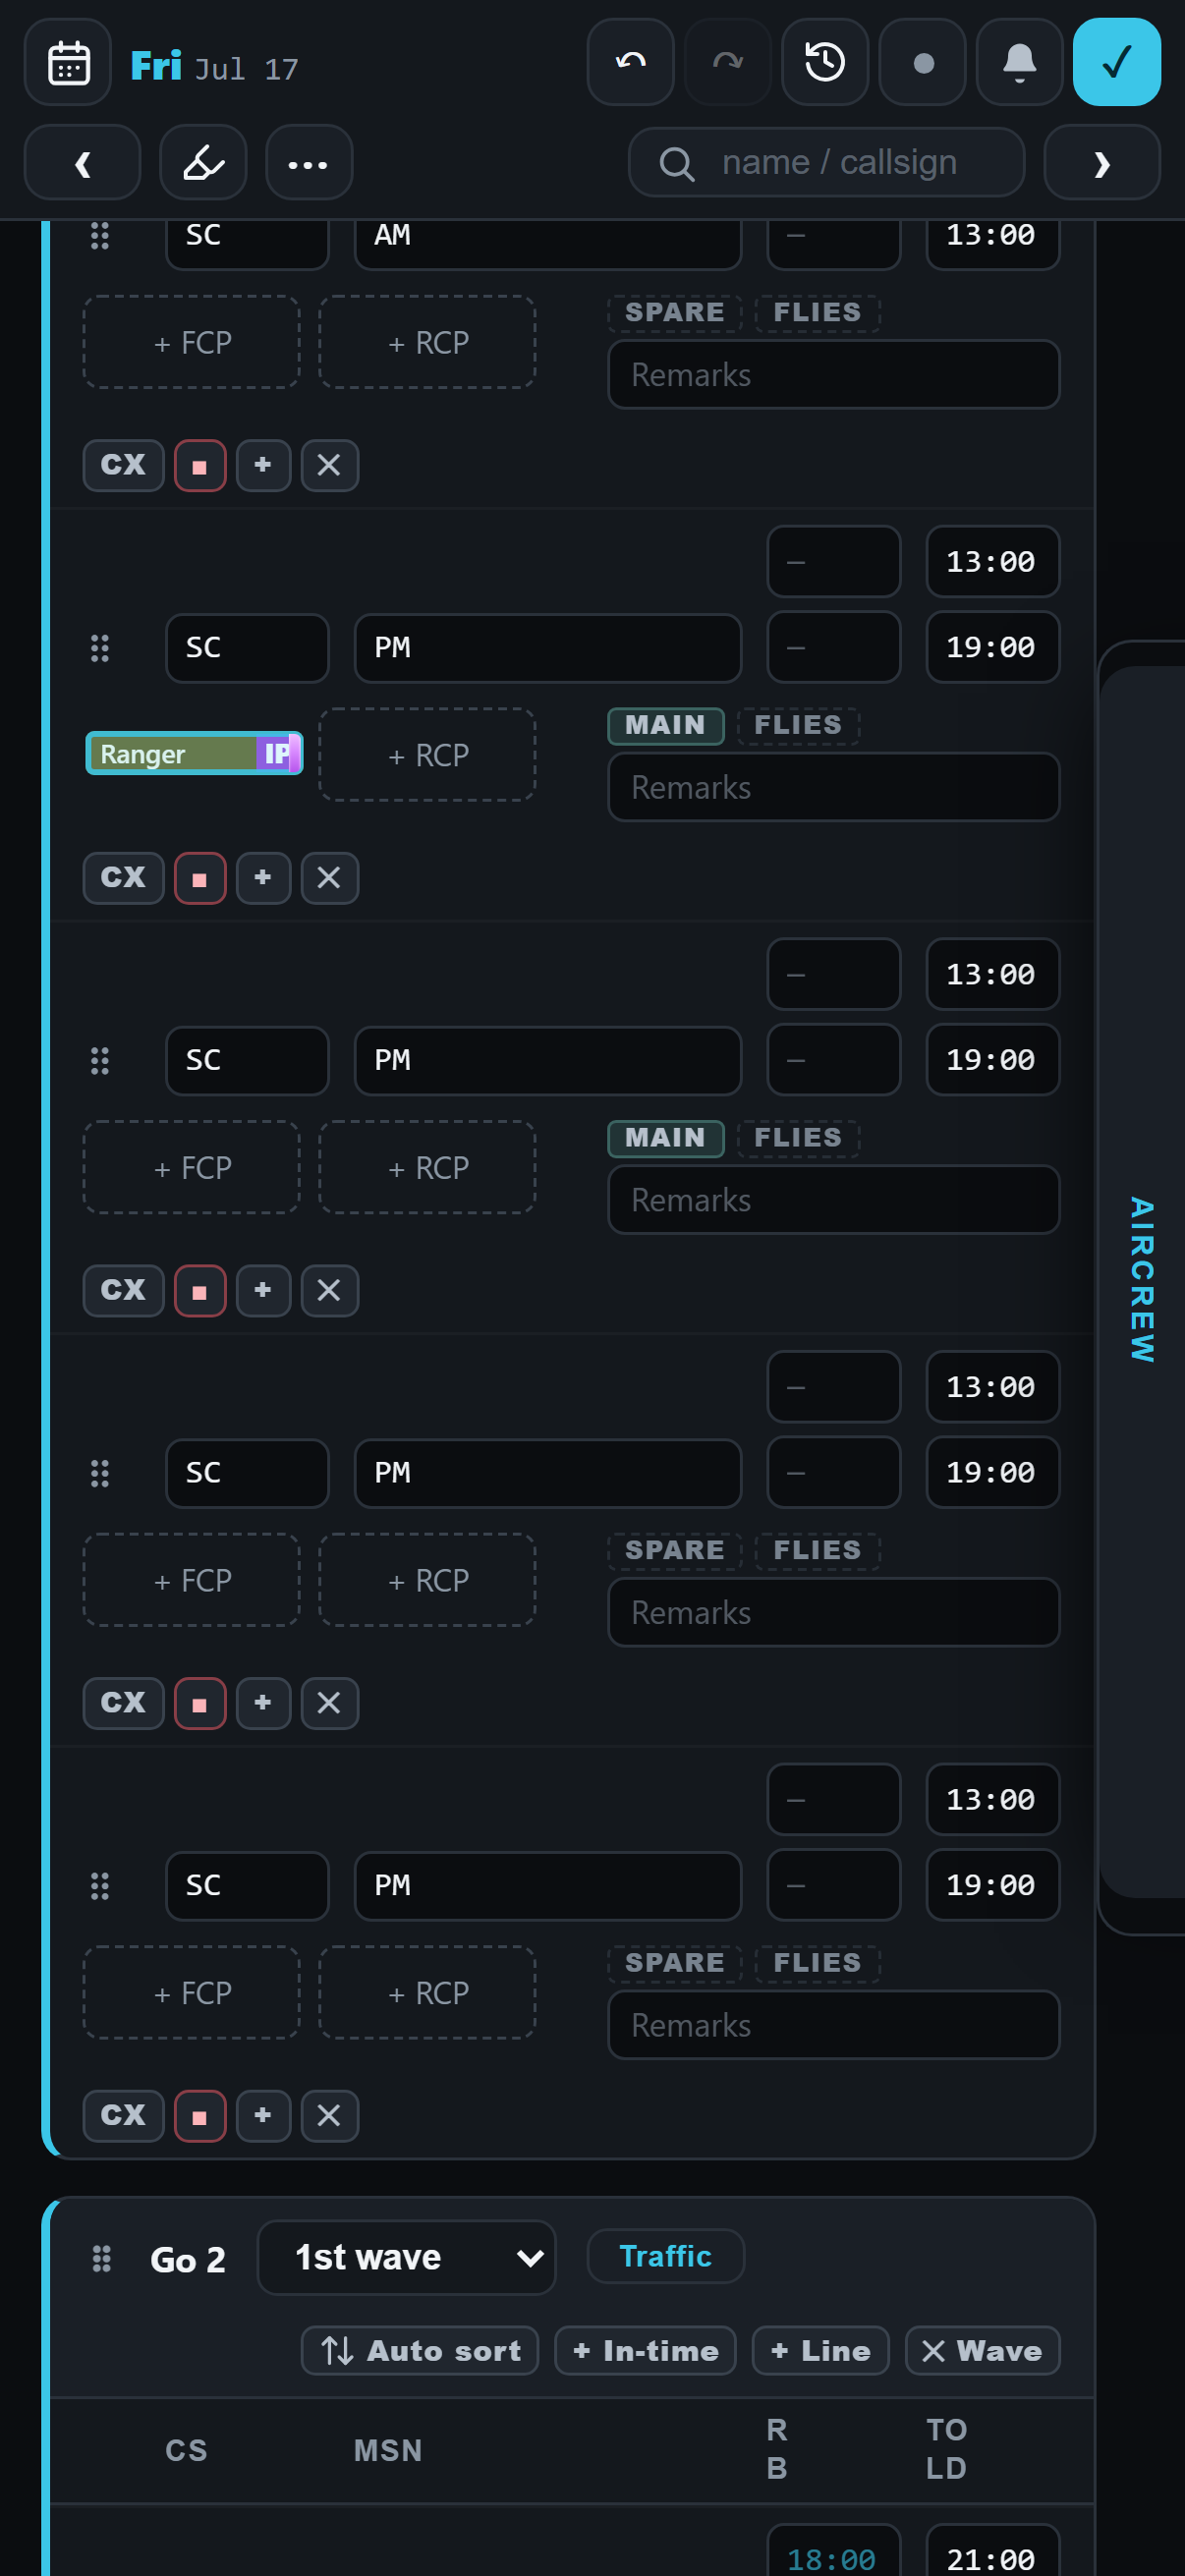 Fri Jul 17
name / callsign
SC AM – 13:00
+ FCP + RCP SPARE FLIES
Remarks
CX + ×
– 13:00
SC PM – 19:00
Ranger IP + RCP MAIN FLIES
Remarks
CX + ×
– 13:00
SC PM – 19:00
+ FCP + RCP MAIN FLIES
Remarks
CX + ×
– 13:00
SC PM – 19:00
+ FCP + RCP SPARE FLIES
Remarks
CX + ×
– 13:00
SC PM – 19:00
+ FCP + RCP SPARE FLIES
Remarks
CX + ×
AIRCREW
Go 2 1st wave Traffic
Auto sort + In-time + Line × Wave
CS MSN R TO
B LD
18:00 21:00